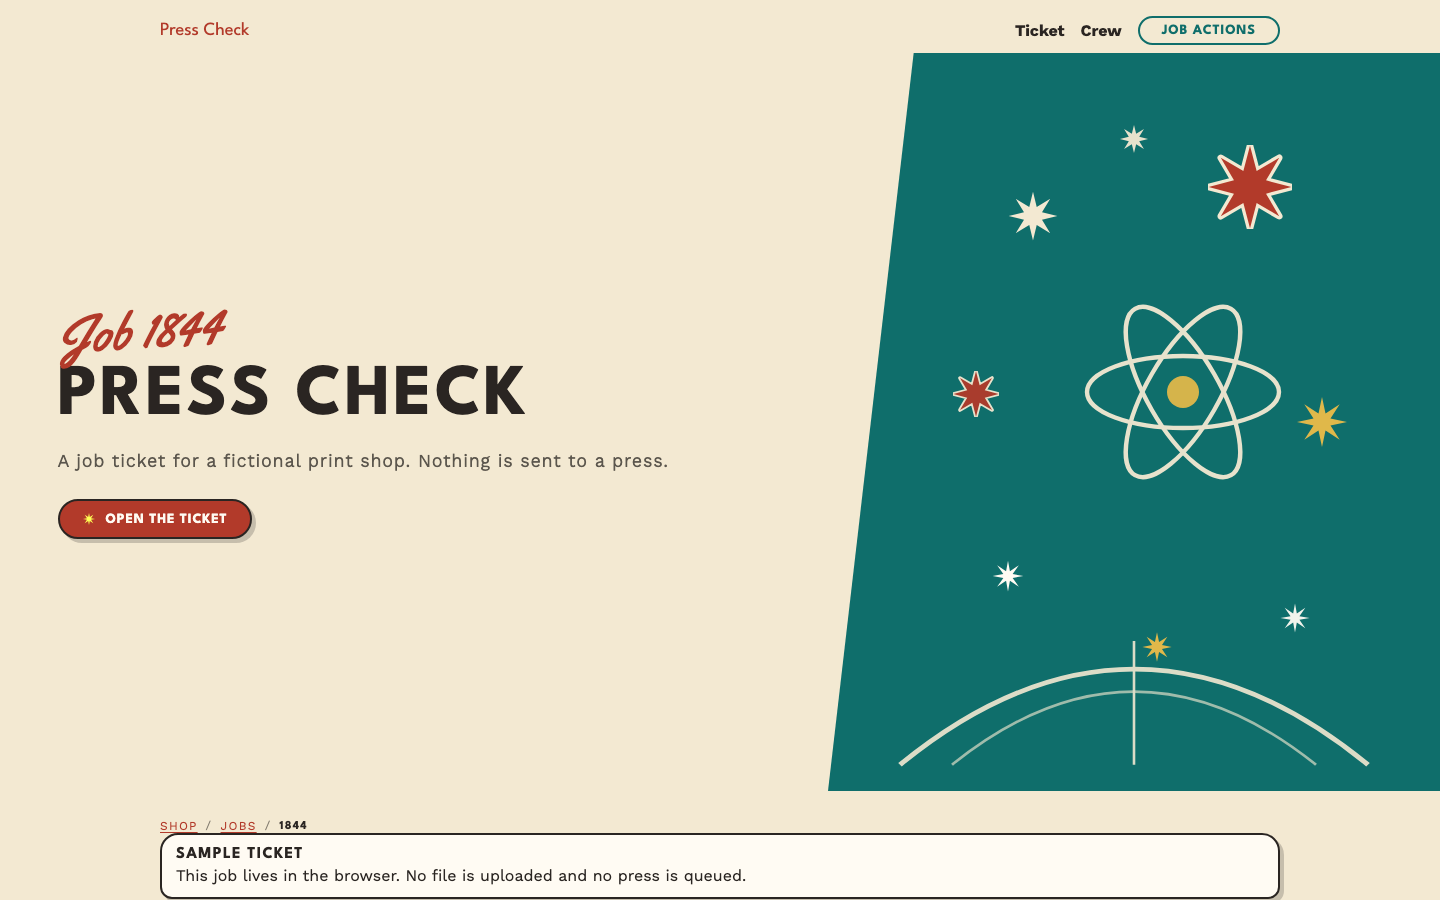 Press Check
Ticket Crew JOB ACTIONS
Job 1844
PRESS CHECK
A job ticket for a fictional print shop. Nothing is sent to a press.
OPEN THE TICKET
SHOP / JOBS / 1844
SAMPLE TICKET
This job lives in the browser. No file is uploaded and no press is queued.